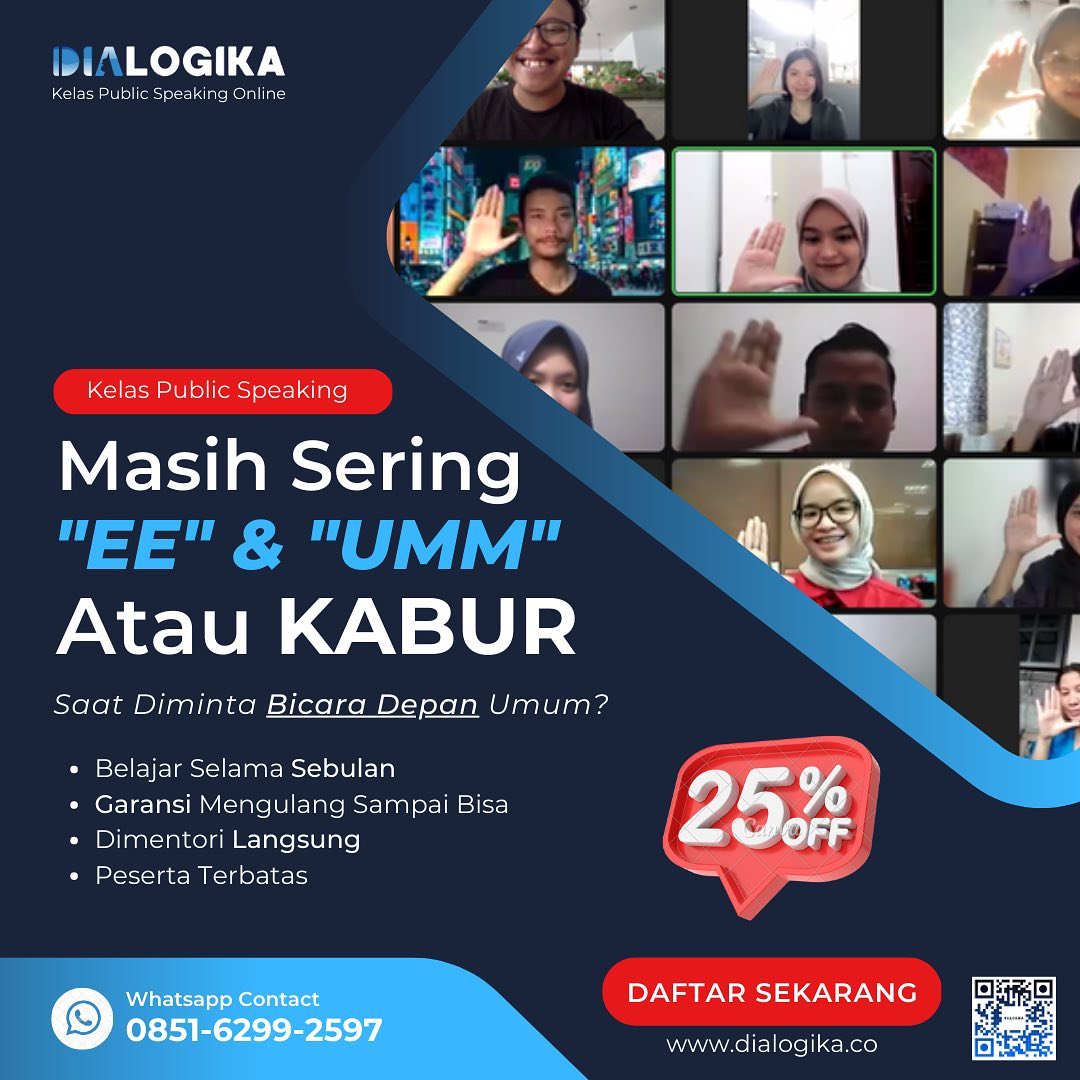 DIALOGIKA
Kelas Public Speaking Online
Kelas Public Speaking
Masih Sering
"EE" & "UMM"
Atau KABUR
Saat Diminta Bicara Depan Umum?
• Belajar Selama Sebulan
• Garansi Mengulang Sampai Bisa
• Dimentori Langsung
• Peserta Terbatas
25%
OFF
Canva
Whatsapp Contact
0851-6299-2597
DAFTAR SEKARANG
www.dialogika.co
DIALOGIKA